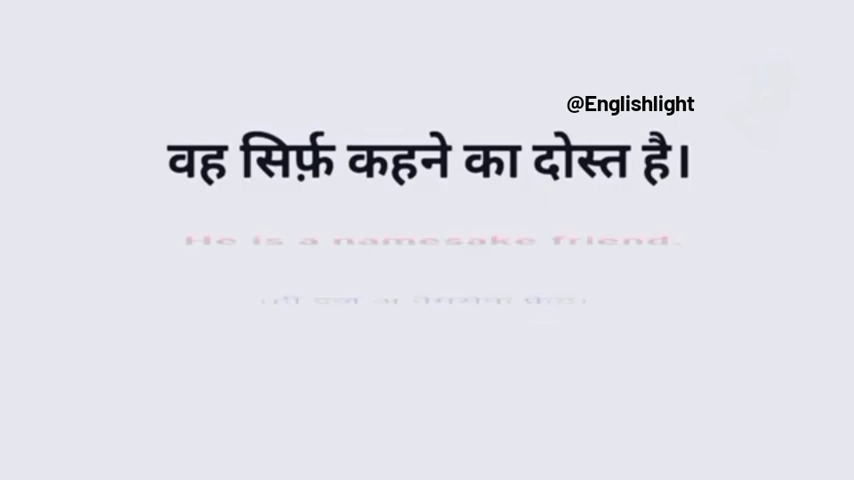 @Englishlight
वह सिर्फ़ कहने का दोस्त है।
He is a namesake friend.